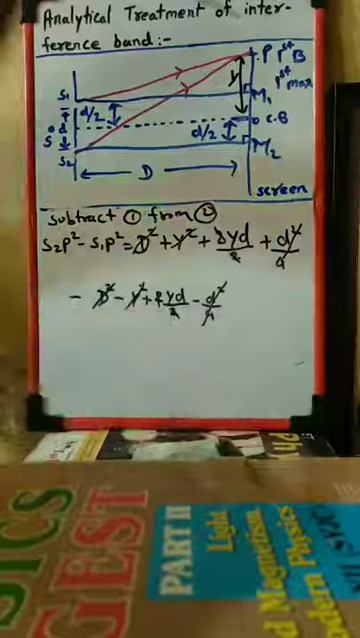 Analytical Treatment of inter-
ference band:-
P 1st B
1st max
S1
M1
y
d/2
d
o
S
o C.B
d/2
S2
M2
D
screen
Subtract ① from ②
S2P² - S1P² = D² + y² + 2yd/2 + d²/4
- D² - y² + 2yd/2 - d²/4
PART II
Light
Magnetism